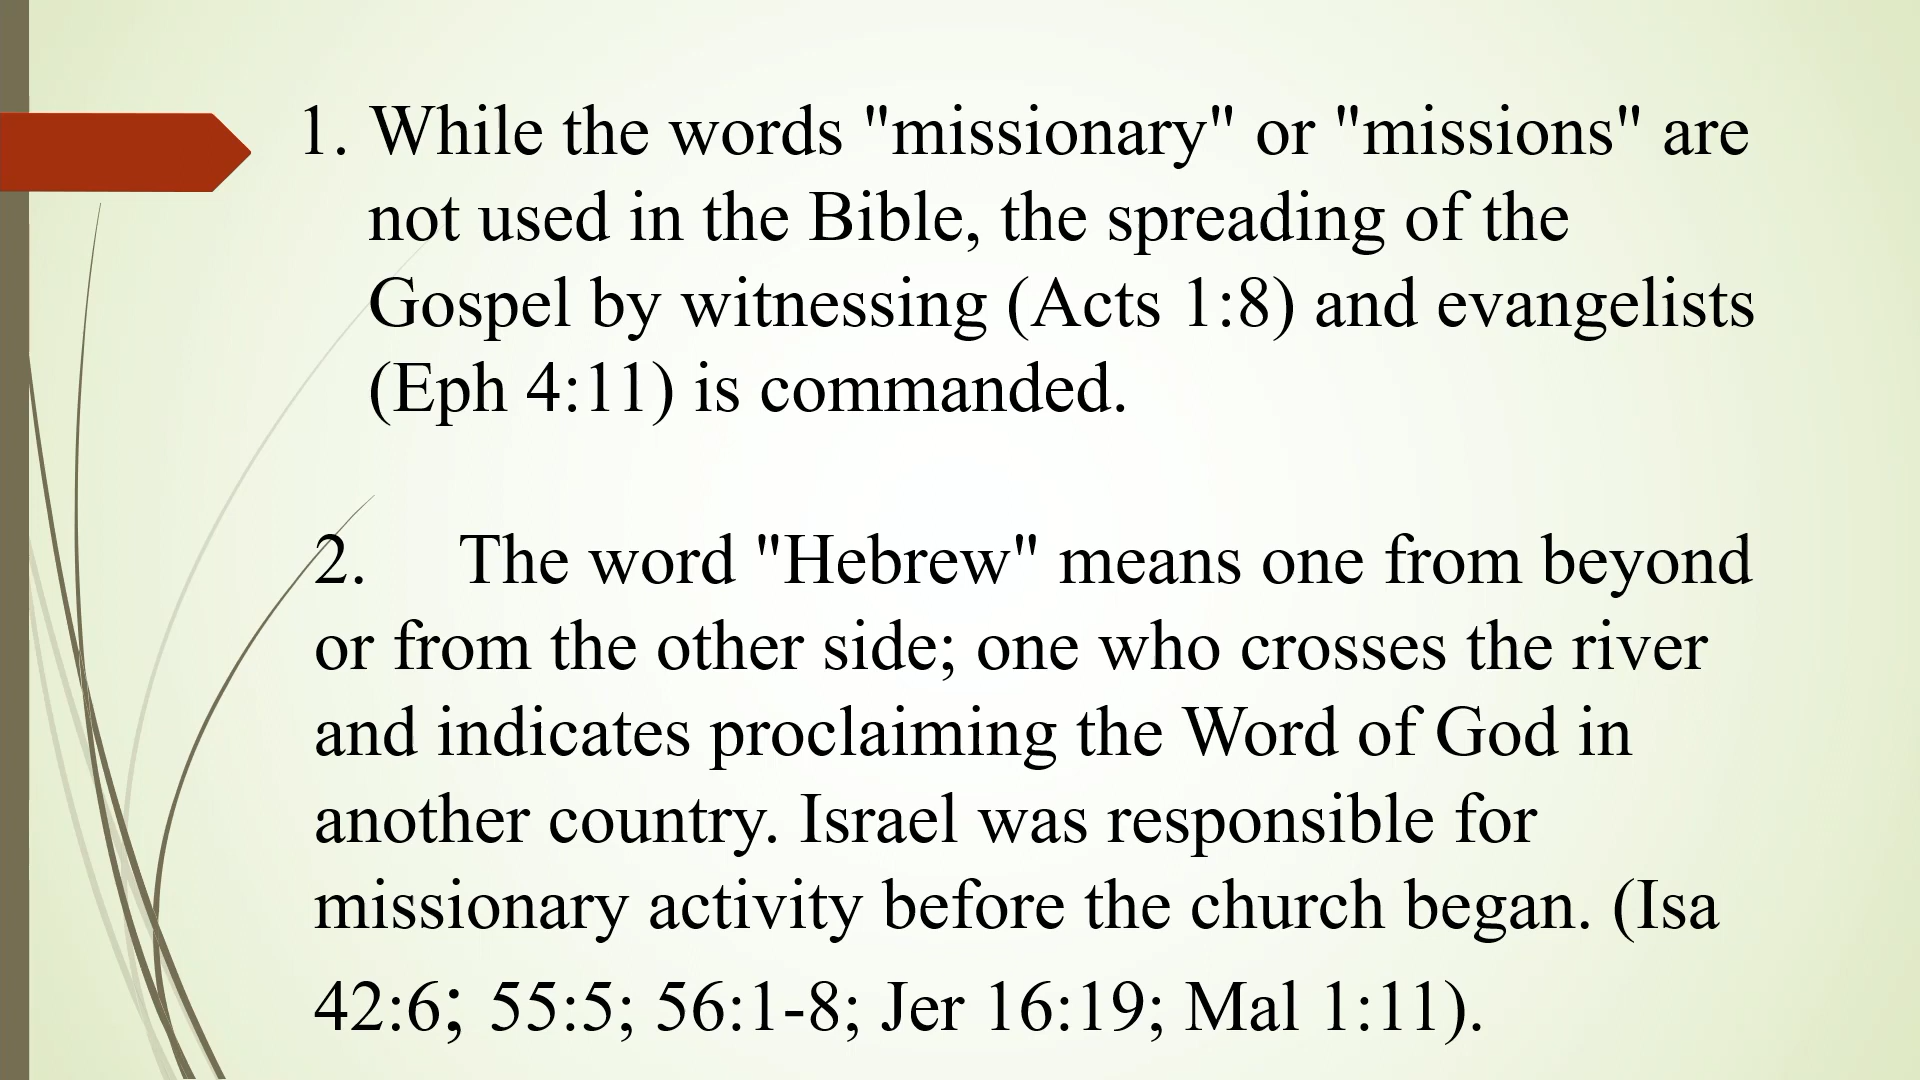 1. While the words "missionary" or "missions" are
not used in the Bible, the spreading of the
Gospel by witnessing (Acts 1:8) and evangelists
(Eph 4:11) is commanded.
2. The word "Hebrew" means one from beyond
or from the other side; one who crosses the river
and indicates proclaiming the Word of God in
another country. Israel was responsible for
missionary activity before the church began. (Isa
42:6; 55:5; 56:1-8; Jer 16:19; Mal 1:11).